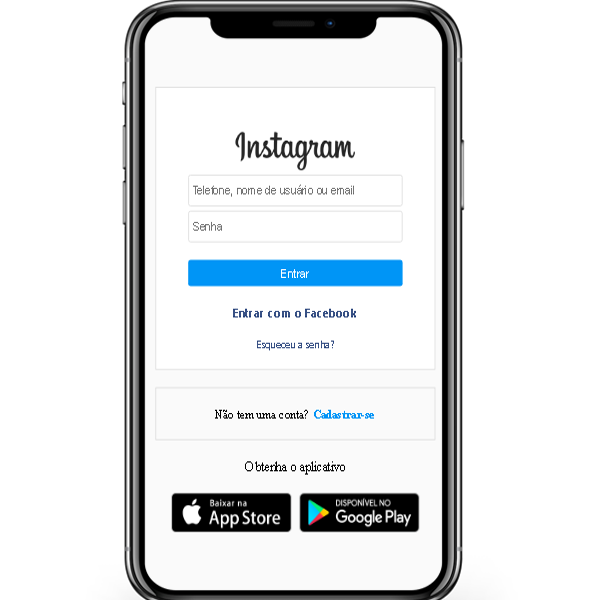 Instagram
Telefone, nome de usuário ou email
Senha
Entrar
Entrar com o Facebook
Esqueceu a senha?
Não tem uma conta? Cadastrar-se
Obtenha o aplicativo
Baixar na
App Store
DISPONÍVEL NO
Google Play